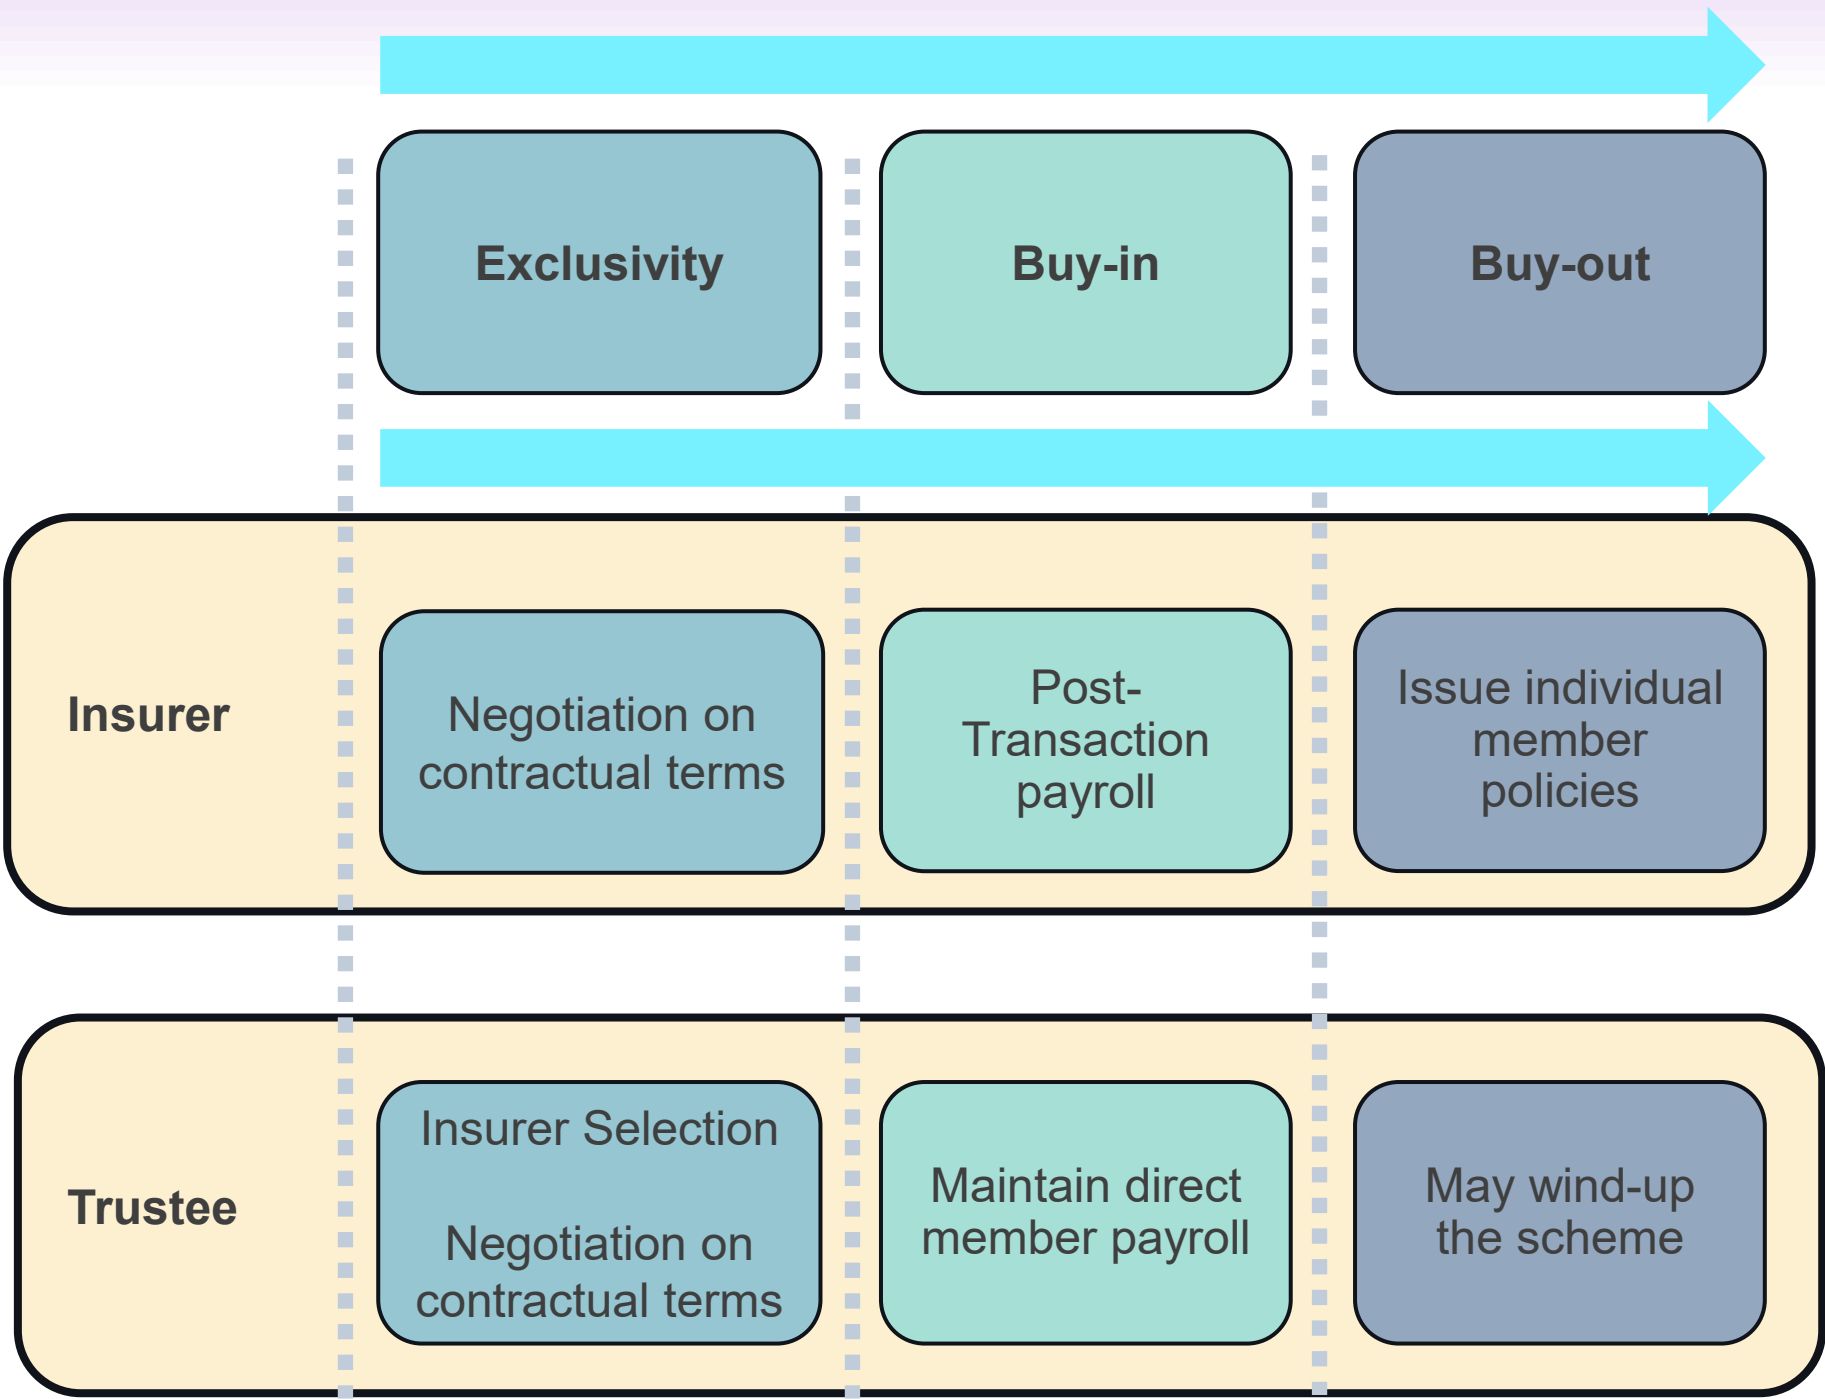 Exclusivity
Buy-in
Buy-out
Insurer
Negotiation on
contractual terms
Post-
Transaction
payroll
Issue individual
member
policies
Trustee
Insurer Selection
Negotiation on
contractual terms
Maintain direct
member payroll
May wind-up
the scheme